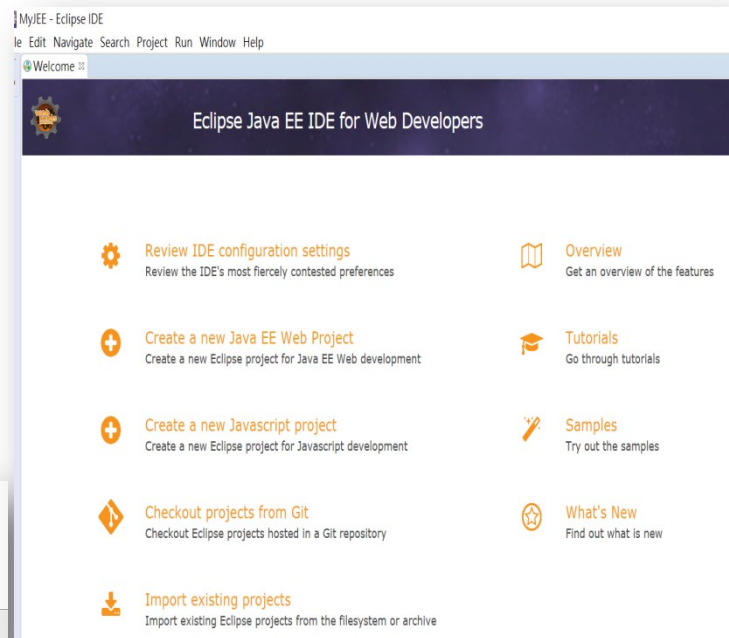 MyJEE - Eclipse IDE
le Edit Navigate Search Project Run Window Help
Welcome
Eclipse Java EE IDE for Web Developers
Review IDE configuration settings
Review the IDE's most fiercely contested preferences
Create a new Java EE Web Project
Create a new Eclipse project for Java EE Web development
Create a new Javascript project
Create a new Eclipse project for Javascript development
Checkout projects from Git
Checkout Eclipse projects hosted in a Git repository
Import existing projects
Import existing Eclipse projects from the filesystem or archive
Overview
Get an overview of the features
Tutorials
Go through tutorials
Samples
Try out the samples
What's New
Find out what is new